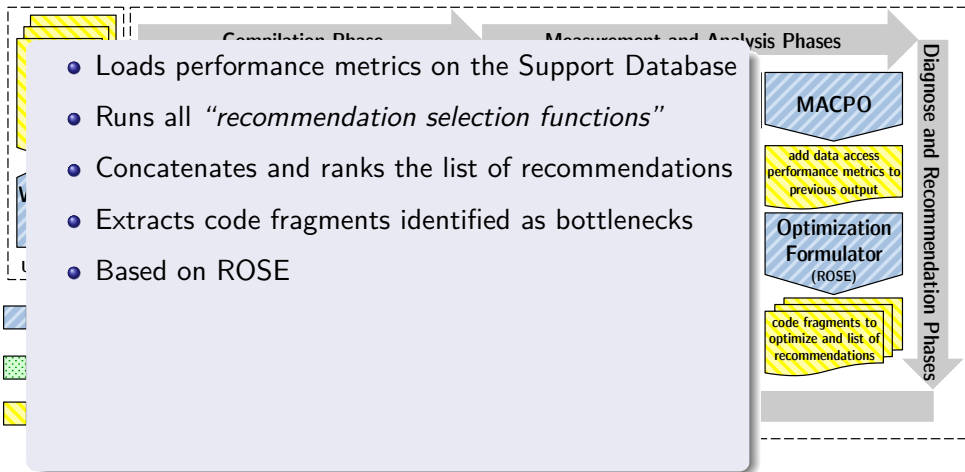 Compilation Phase
Measurement and Analysis Phases
• Loads performance metrics on the Support Database
• Runs all “recommendation selection functions”
• Concatenates and ranks the list of recommendations
• Extracts code fragments identified as bottlenecks
• Based on ROSE
MACPO
add data access
performance metrics to
previous output
Optimization
Formulator
(ROSE)
code fragments to
optimize and list of
recommendations
Diagnose and Recommendation Phases